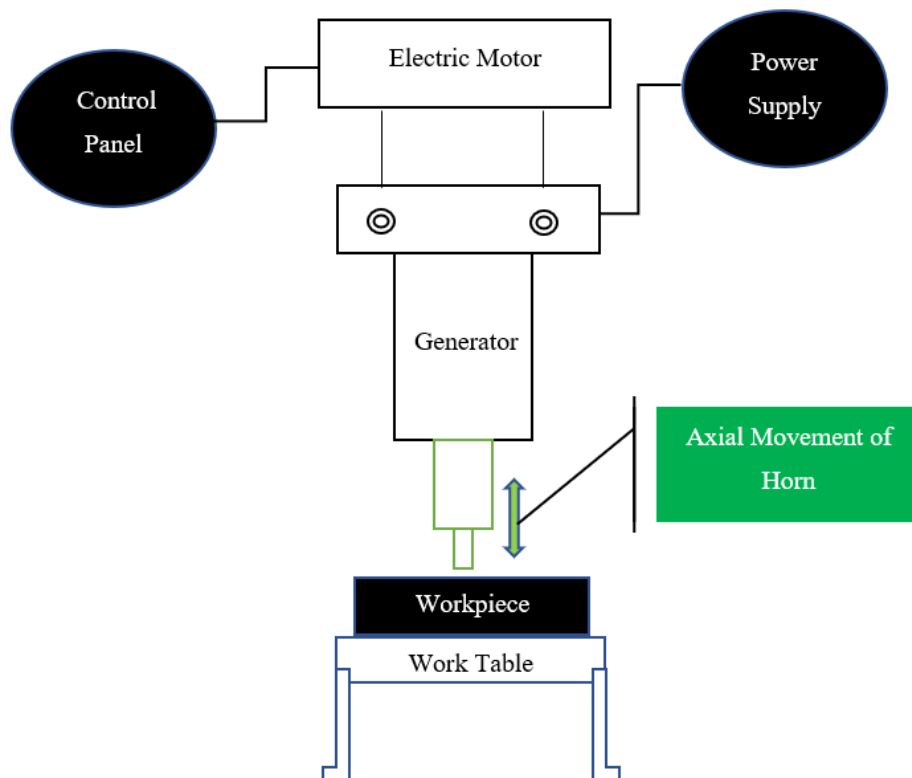 Electric Motor
Control
Panel
Power
Supply
Generator
Axial Movement of
Horn
Workpiece
Work Table